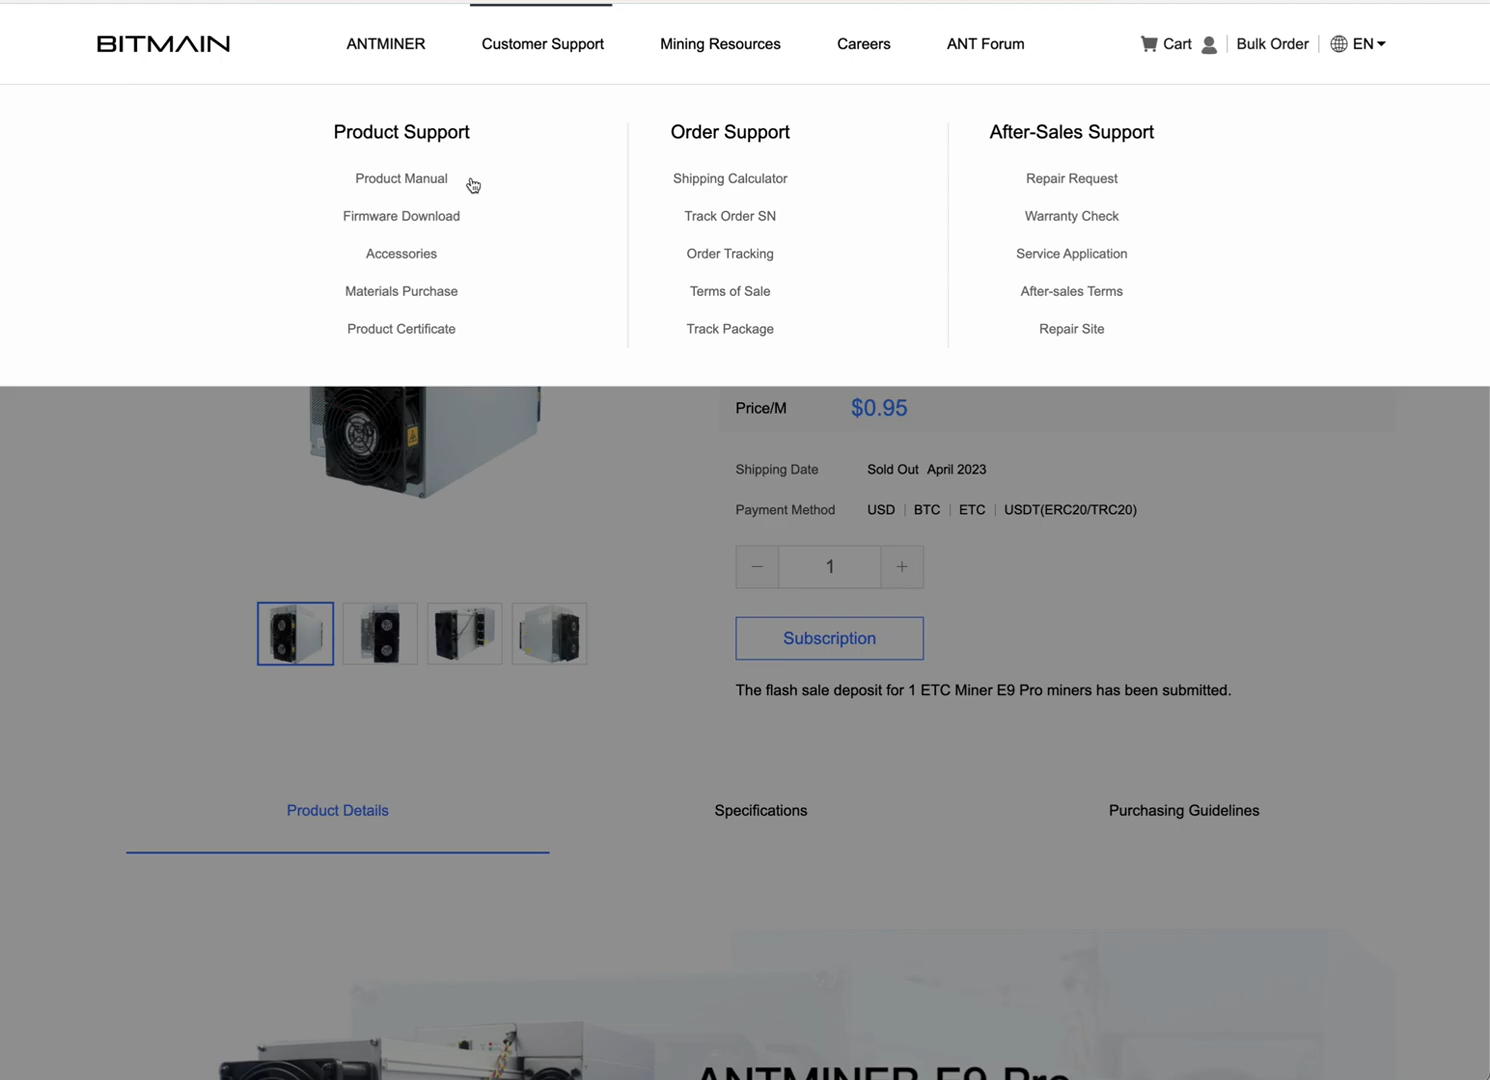 BITMAIN
ANTMINER
Customer Support
Mining Resources
Careers
ANT Forum
Cart
Bulk Order
EN
Product Support
Product Manual
Firmware Download
Accessories
Materials Purchase
Product Certificate
Order Support
Shipping Calculator
Track Order SN
Order Tracking
Terms of Sale
Track Package
After-Sales Support
Repair Request
Warranty Check
Service Application
After-sales Terms
Repair Site
Price/M $0.95
Shipping Date Sold Out April 2023
Payment Method USD | BTC | ETC | USDT(ERC20/TRC20)
− 1 +
Subscription
The flash sale deposit for 1 ETC Miner E9 Pro miners has been submitted.
Product Details
Specifications
Purchasing Guidelines
ANTMINER E9 Pro